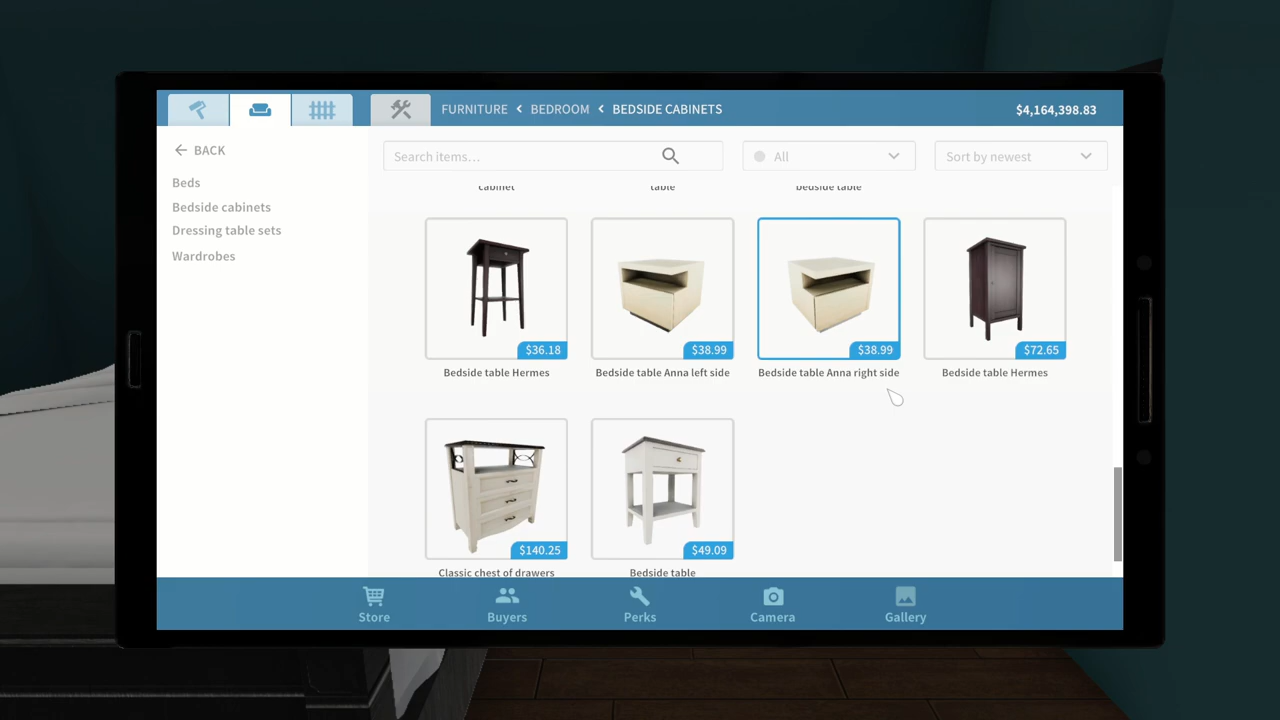 FURNITURE < BEDROOM < BEDSIDE CABINETS
$4,164,398.83
BACK
Search items...
All
Sort by newest
Beds
Bedside cabinets
Dressing table sets
Wardrobes
cabinet
table
bedside table
$36.18
$38.99
$38.99
$72.65
Bedside table Hermes
Bedside table Anna left side
Bedside table Anna right side
Bedside table Hermes
$140.25
$49.09
Classic chest of drawers
Bedside table
Store
Buyers
Perks
Camera
Gallery